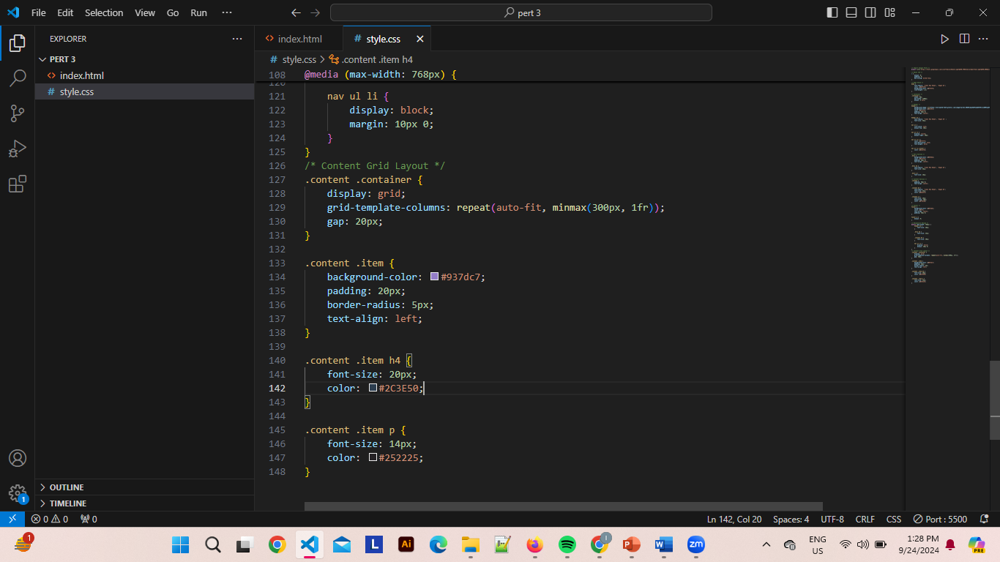 File Edit Selection View Go Run ··· pert 3
EXPLORER ···
PERT 3
index.html
style.css
OUTLINE
TIMELINE
index.html # style.css
# style.css > .content .item h4
108 @media (max-width: 768px) {
120
121 nav ul li {
122 display: block;
123 margin: 10px 0;
124 }
125 }
126 /* Content Grid Layout */
127 .content .container {
128 display: grid;
129 grid-template-columns: repeat(auto-fit, minmax(300px, 1fr));
130 gap: 20px;
131 }
132
133 .content .item {
134 background-color: #937dc7;
135 padding: 20px;
136 border-radius: 5px;
137 text-align: left;
138 }
139
140 .content .item h4 {
141 font-size: 20px;
142 color: #2C3E50;
143 }
144
145 .content .item p {
146 font-size: 14px;
147 color: #252225;
148 }
1
0 0 0 Ln 142, Col 20 Spaces: 4 UTF-8 CRLF CSS Port : 5500
1 L Ai P W zm ENG US 1:28 PM 9/24/2024 PRE